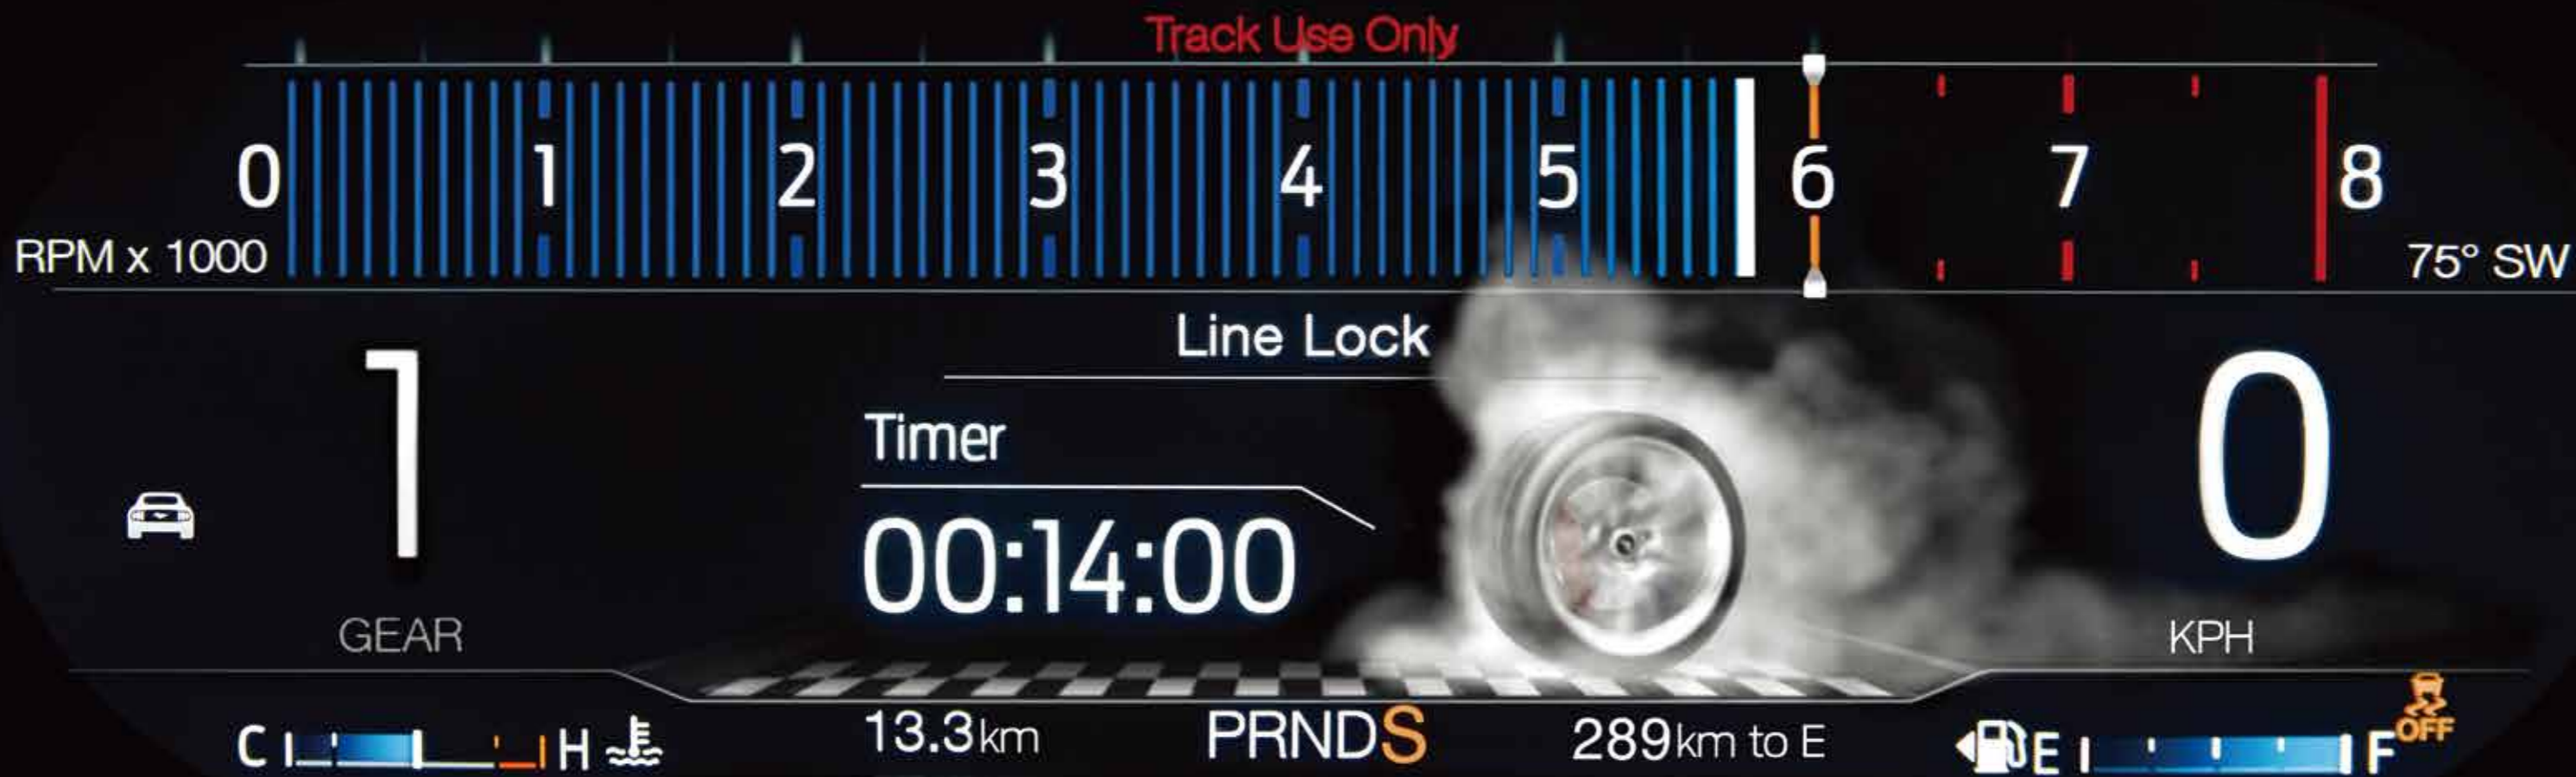 Track Use Only
0 1 2 3 4 5 6 7 8
RPM x 1000
75° SW
Line Lock
1
GEAR
Timer
00:14:00
0
KPH
C H
13.3km
PRNDS
289km to E
E F
OFF